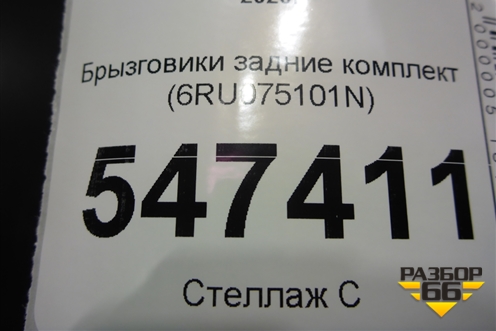 Брызговики задние комплект
(6RU075101N)
547411
Стеллаж С
РАЗБОР
66